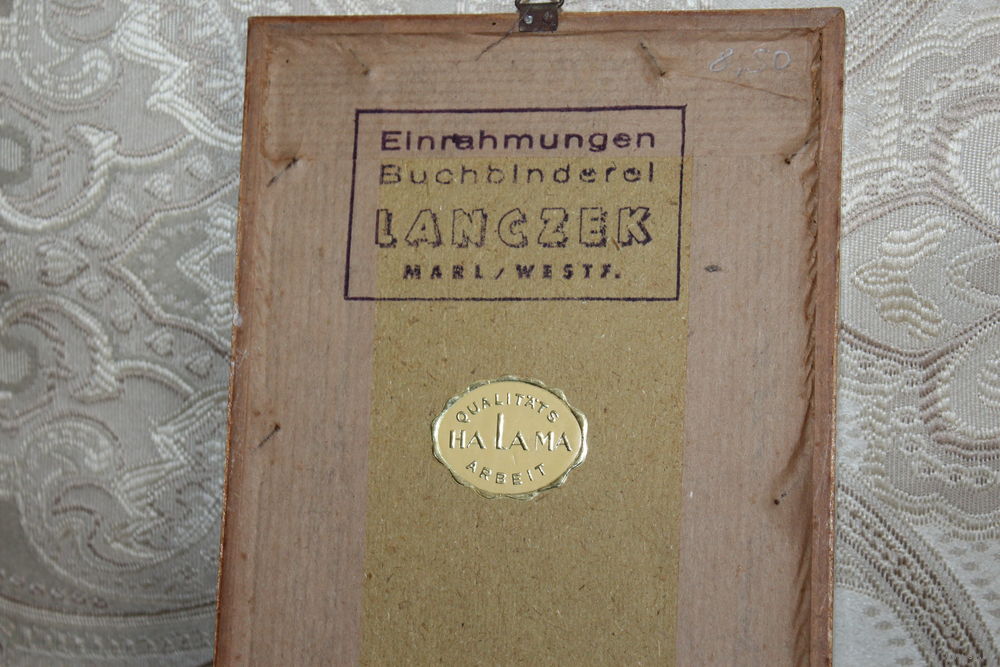 8,50
Einrahmungen
Buchbinderei
LANCZEK
MARL/WESTF.
QUALITÄTS
HALAMA
ARBEIT